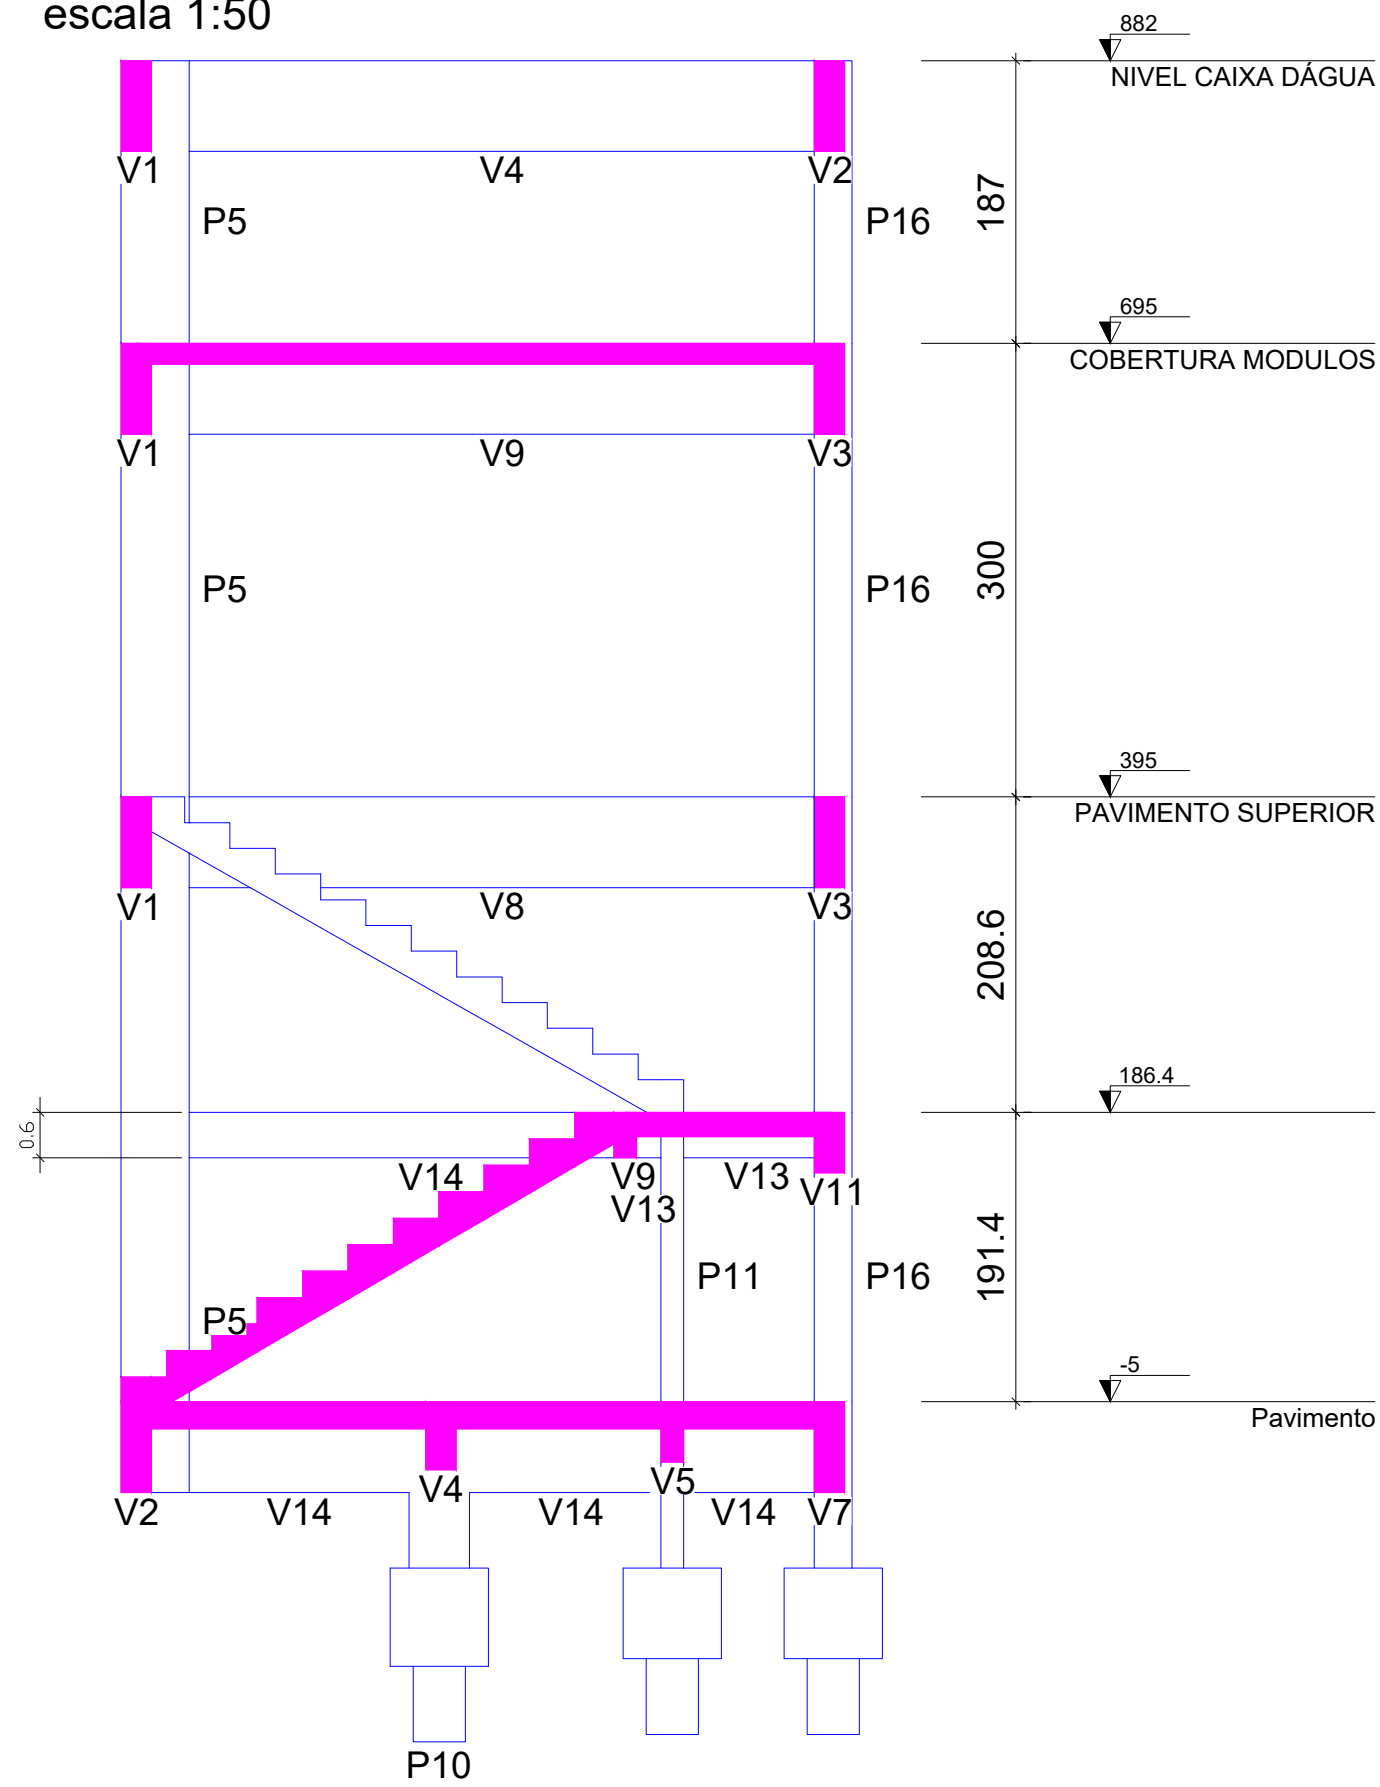 escala 1:50
882
NIVEL CAIXA DÁGUA
V1
V4
V2
P5
P16
187
695
COBERTURA MODULOS
V1
V9
V3
P5
P16
300
395
PAVIMENTO SUPERIOR
V1
V8
V3
208.6
186.4
0.6
V14
V9
V13
V11
V13
191.4
P11
P16
P5
-5
Pavimento
V4
V5
V2
V14
V14
V14
V7
P10